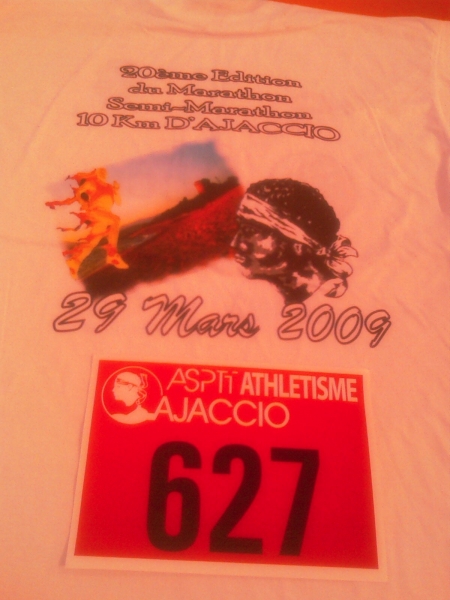 20ème Edition
du Marathon
Semi-Marathon
10 Km D'AJACCIO
29 Mars 2009
ASPTT ATHLETISME
AJACCIO
627